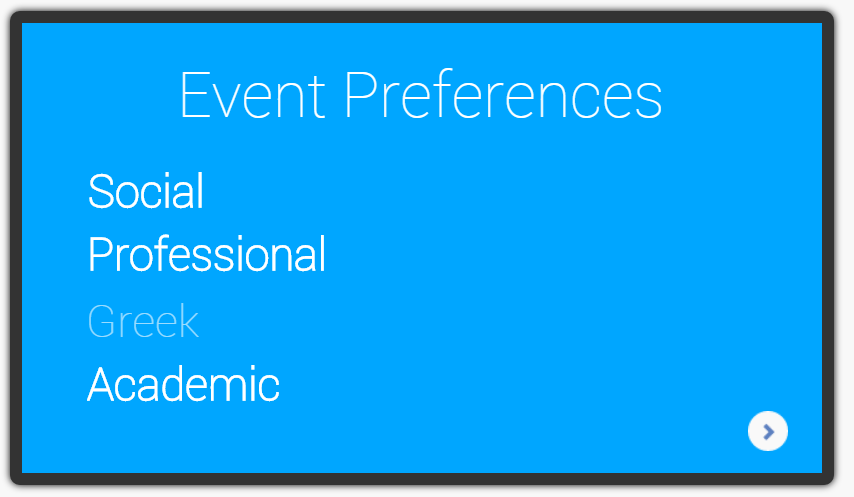 Event Preferences
Social
Professional
Greek
Academic